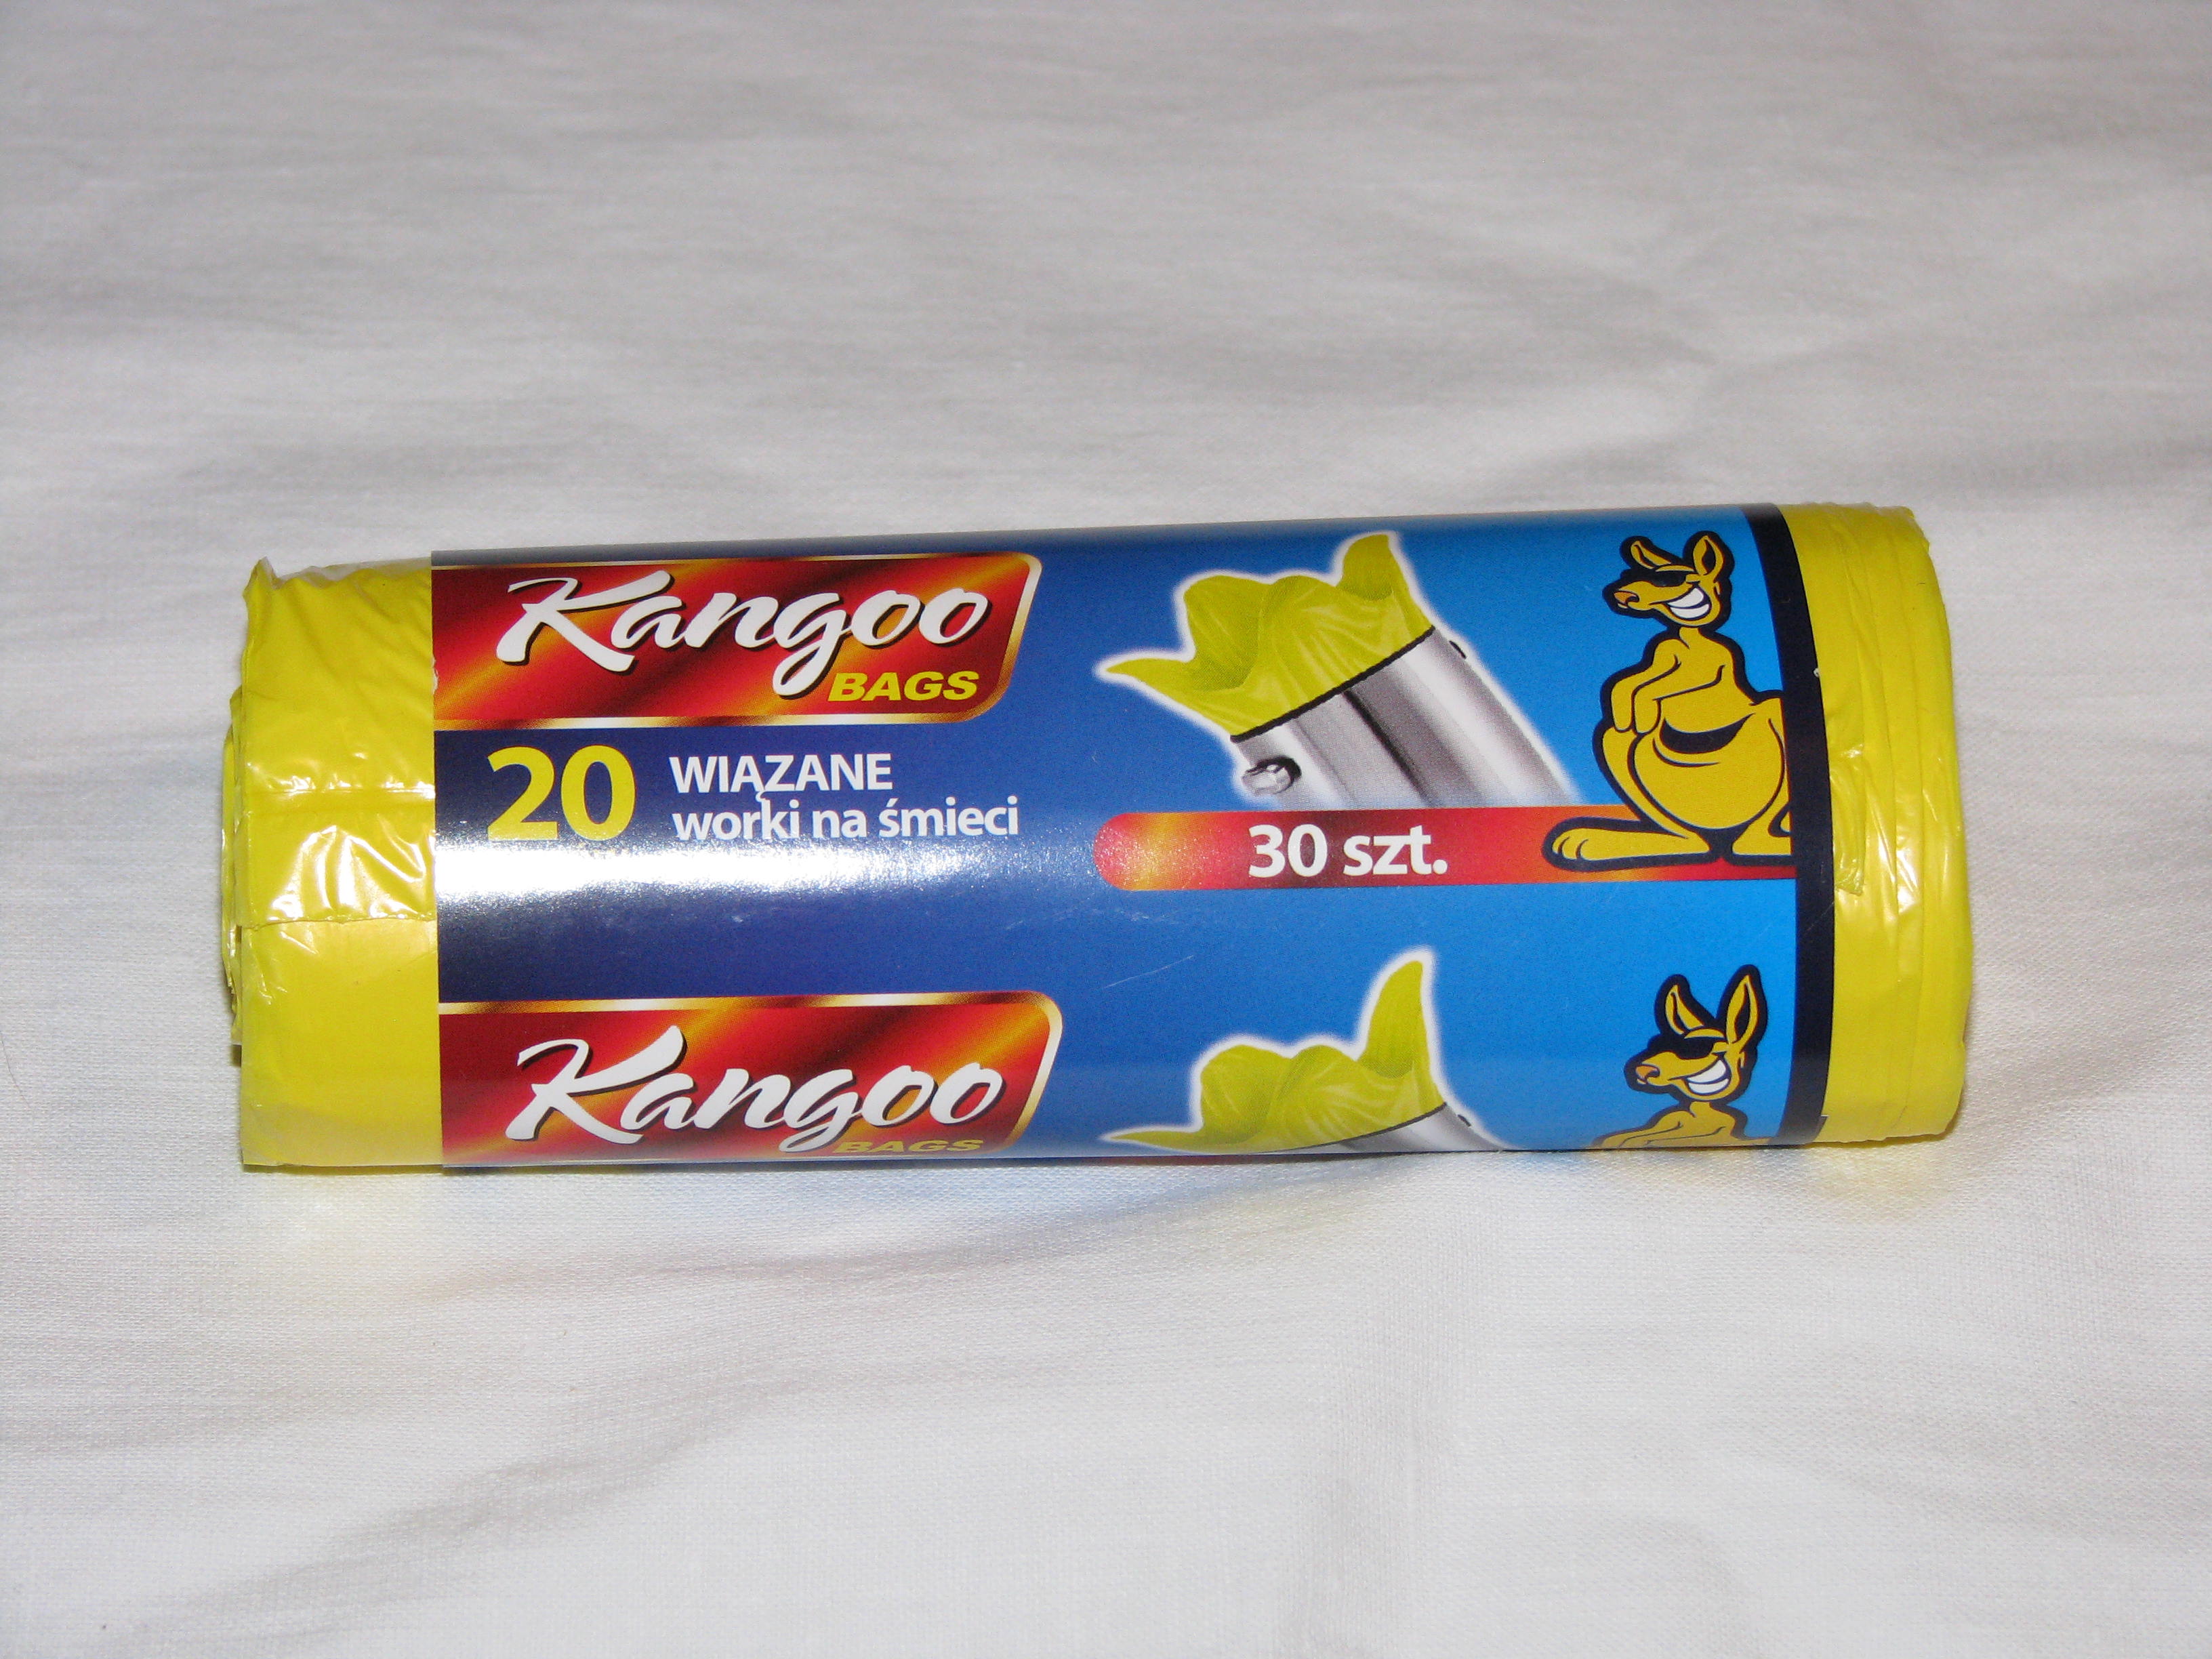 Kangoo
BAGS
20 WIĄZANE
worki na śmieci
30 szt.
Kangoo
BAGS